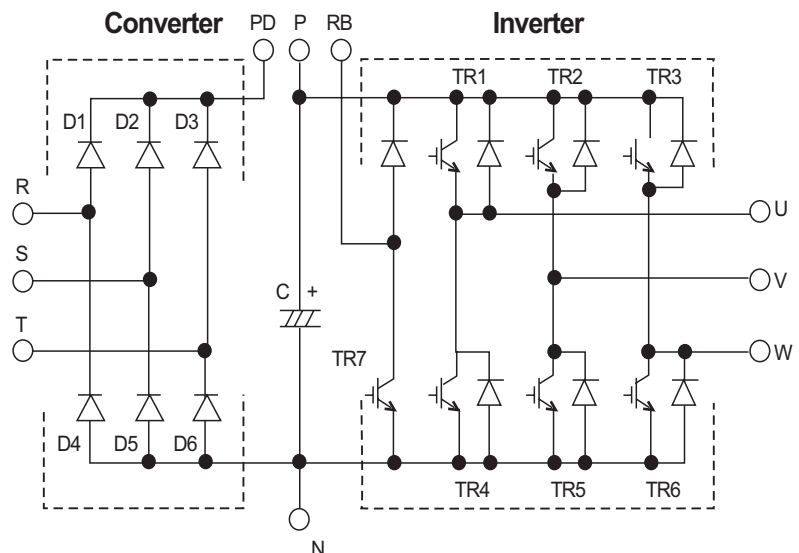 Converter
PD
P
RB
Inverter
TR1
TR2
TR3
D1
D2
D3
R
U
S
V
C
+
T
TR7
W
D4
D5
D6
TR4
TR5
TR6
N